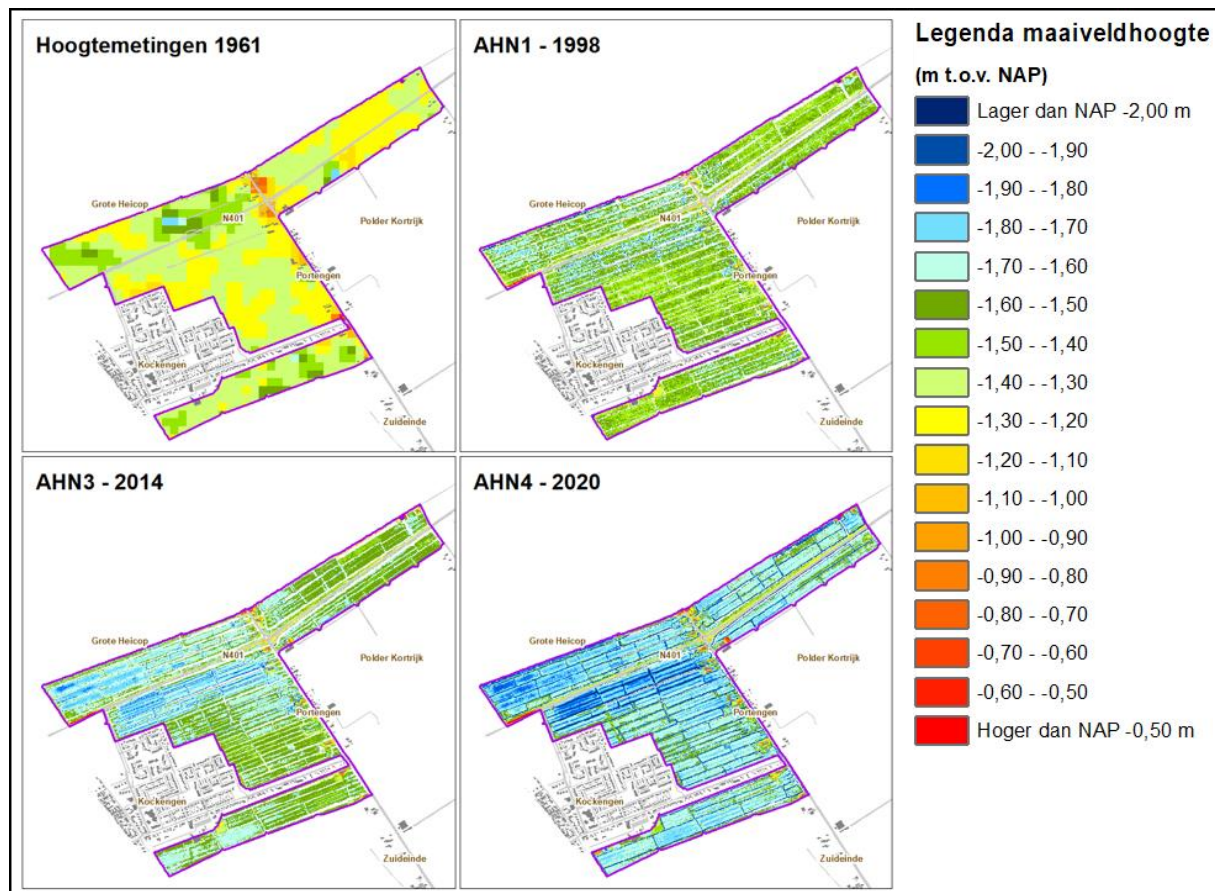 Hoogtemetingen 1961
Grote Heicop
N401
Polder Kortrijk
Portengen
Kockengen
Zuideinde
AHN1 - 1998
Grote Heicop
N401
Polder Kortrijk
Portengen
Kockengen
Zuideinde
AHN3 - 2014
Grote Heicop
N401
Polder Kortrijk
Portengen
Kockengen
Zuideinde
AHN4 - 2020
Grote Heicop
N401
Polder Kortrijk
Portengen
Kockengen
Zuideinde
Legenda maaiveldhoogte
(m t.o.v. NAP)
Lager dan NAP -2,00 m
-2,00 - -1,90
-1,90 - -1,80
-1,80 - -1,70
-1,70 - -1,60
-1,60 - -1,50
-1,50 - -1,40
-1,40 - -1,30
-1,30 - -1,20
-1,20 - -1,10
-1,10 - -1,00
-1,00 - -0,90
-0,90 - -0,80
-0,80 - -0,70
-0,70 - -0,60
-0,60 - -0,50
Hoger dan NAP -0,50 m